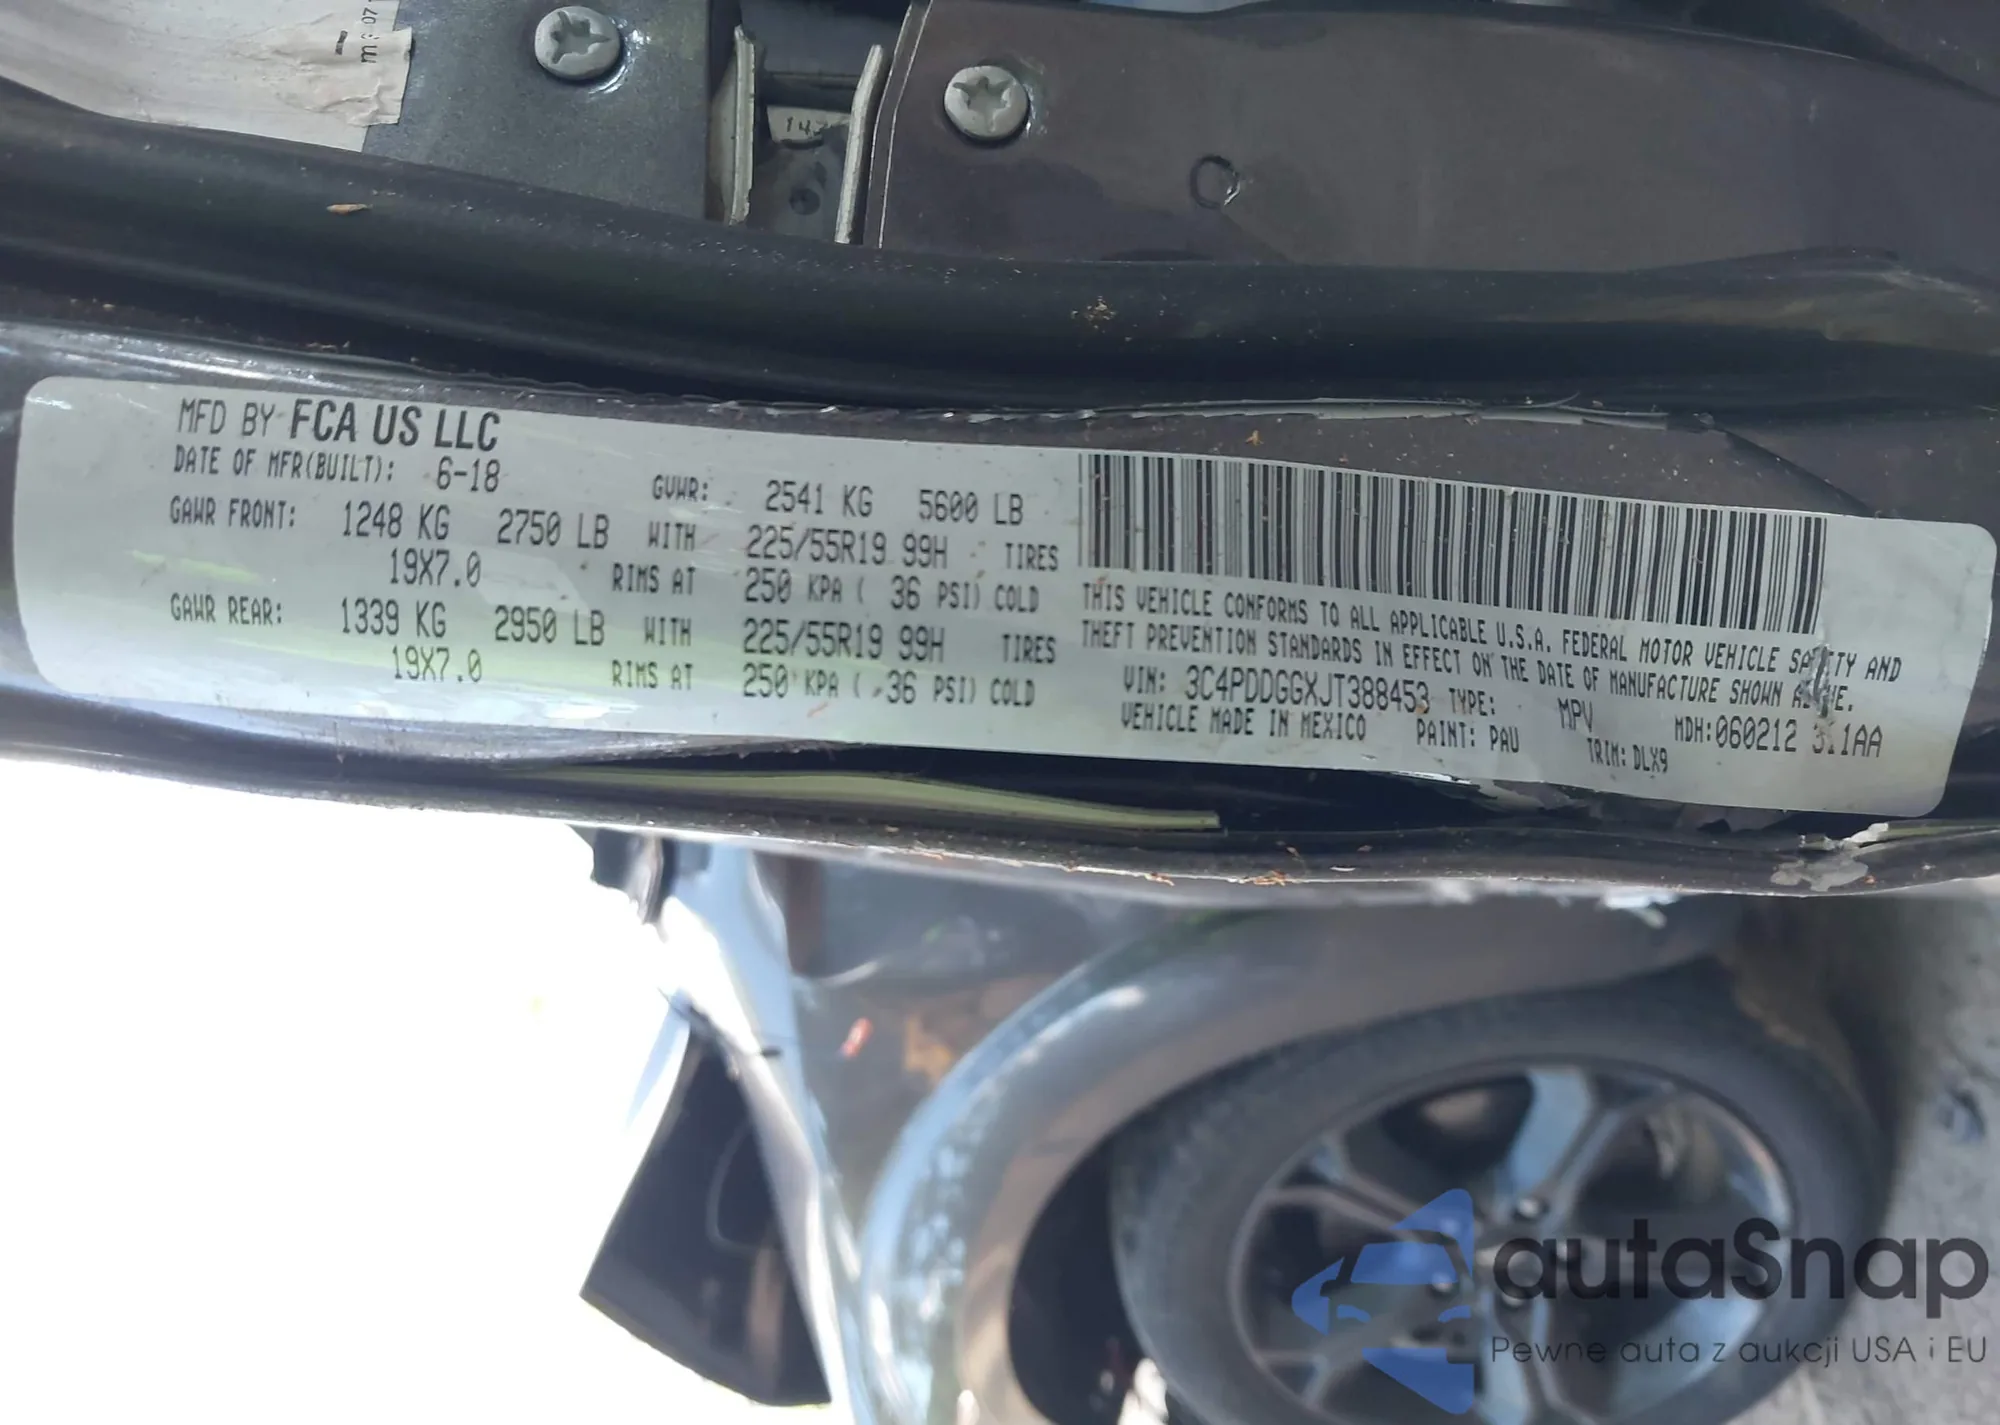 MFD BY FCA US LLC
DATE OF MFR(BUILT): 6-18 GVWR: 2541 KG 5600 LB
GAWR FRONT: 1248 KG 2750 LB WITH 225/55R19 99H TIRES
19X7.0 RIMS AT 250 KPA ( 36 PSI) COLD
GAWR REAR: 1339 KG 2950 LB WITH 225/55R19 99H TIRES
19X7.0 RIMS AT 250 KPA ( 36 PSI) COLD
THIS VEHICLE CONFORMS TO ALL APPLICABLE U.S.A. FEDERAL MOTOR VEHICLE SAFETY AND
THEFT PREVENTION STANDARDS IN EFFECT ON THE DATE OF MANUFACTURE SHOWN ABOVE.
VIN: 3C4PDDGGXJT388453 TYPE: MPV MDH:060212 311AA
VEHICLE MADE IN MEXICO PAINT: PAU TRIM: DLX9
autaSnap
Pewne auta z aukcji USA i EU